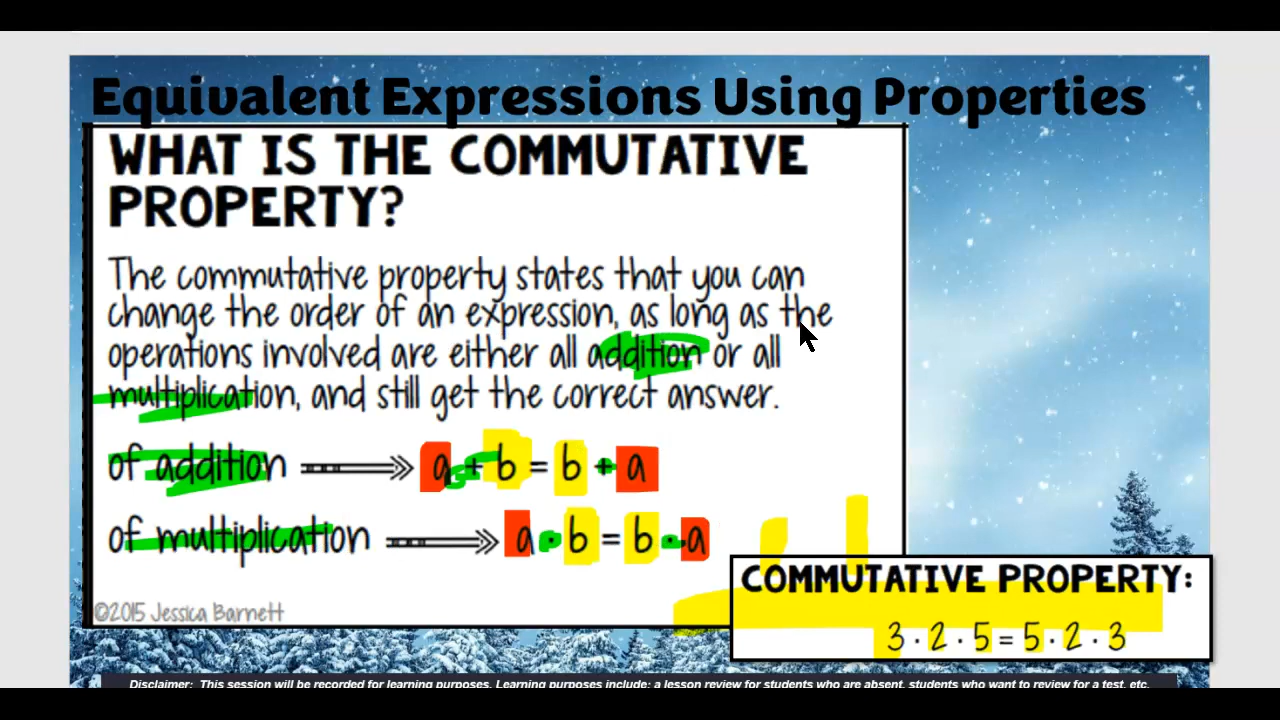 Equivalent Expressions Using Properties
WHAT IS THE COMMUTATIVE
PROPERTY?
The commutative property states that you can
change the order of an expression, as long as the
operations involved are either all addition or all
multiplication, and still get the correct answer.
of addition a + b = b + a
of multiplication a · b = b · a
©2015 Jessica Barnett
COMMUTATIVE PROPERTY:
3 · 2 · 5 = 5 · 2 · 3
Disclaimer: This session will be recorded for learning purposes. Learning purposes include: a lesson review for students who are absent, students who want to review for a test, etc.